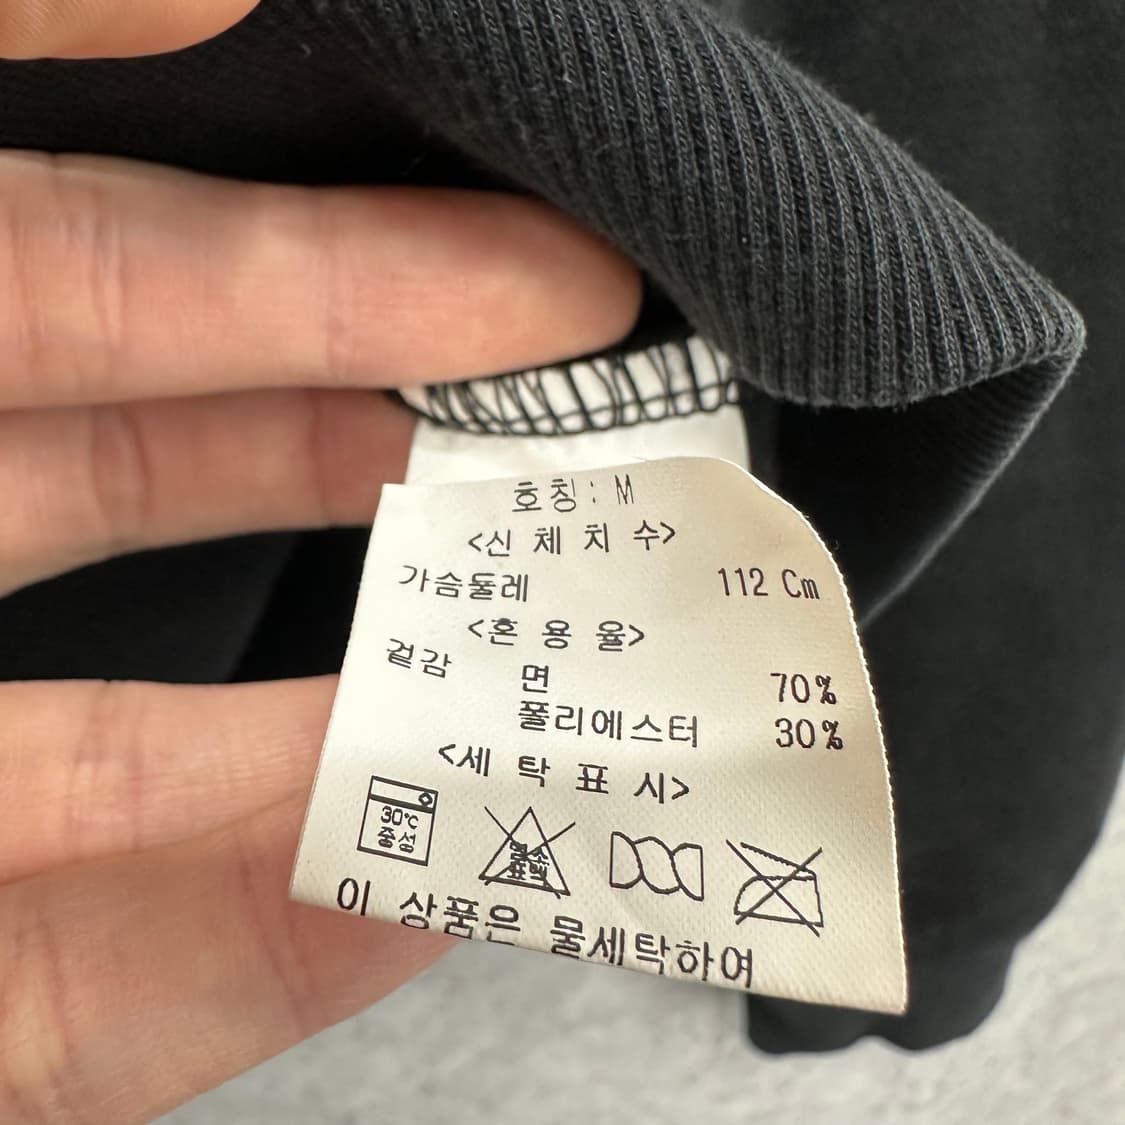 호칭: M
<신 체 치 수>
가슴둘레 112 Cm
<혼 용 율>
겉감 면 70%
폴리에스터 30%
<세 탁 표 시>
30℃
중성
염소
표백
이 상품은 물세탁하여